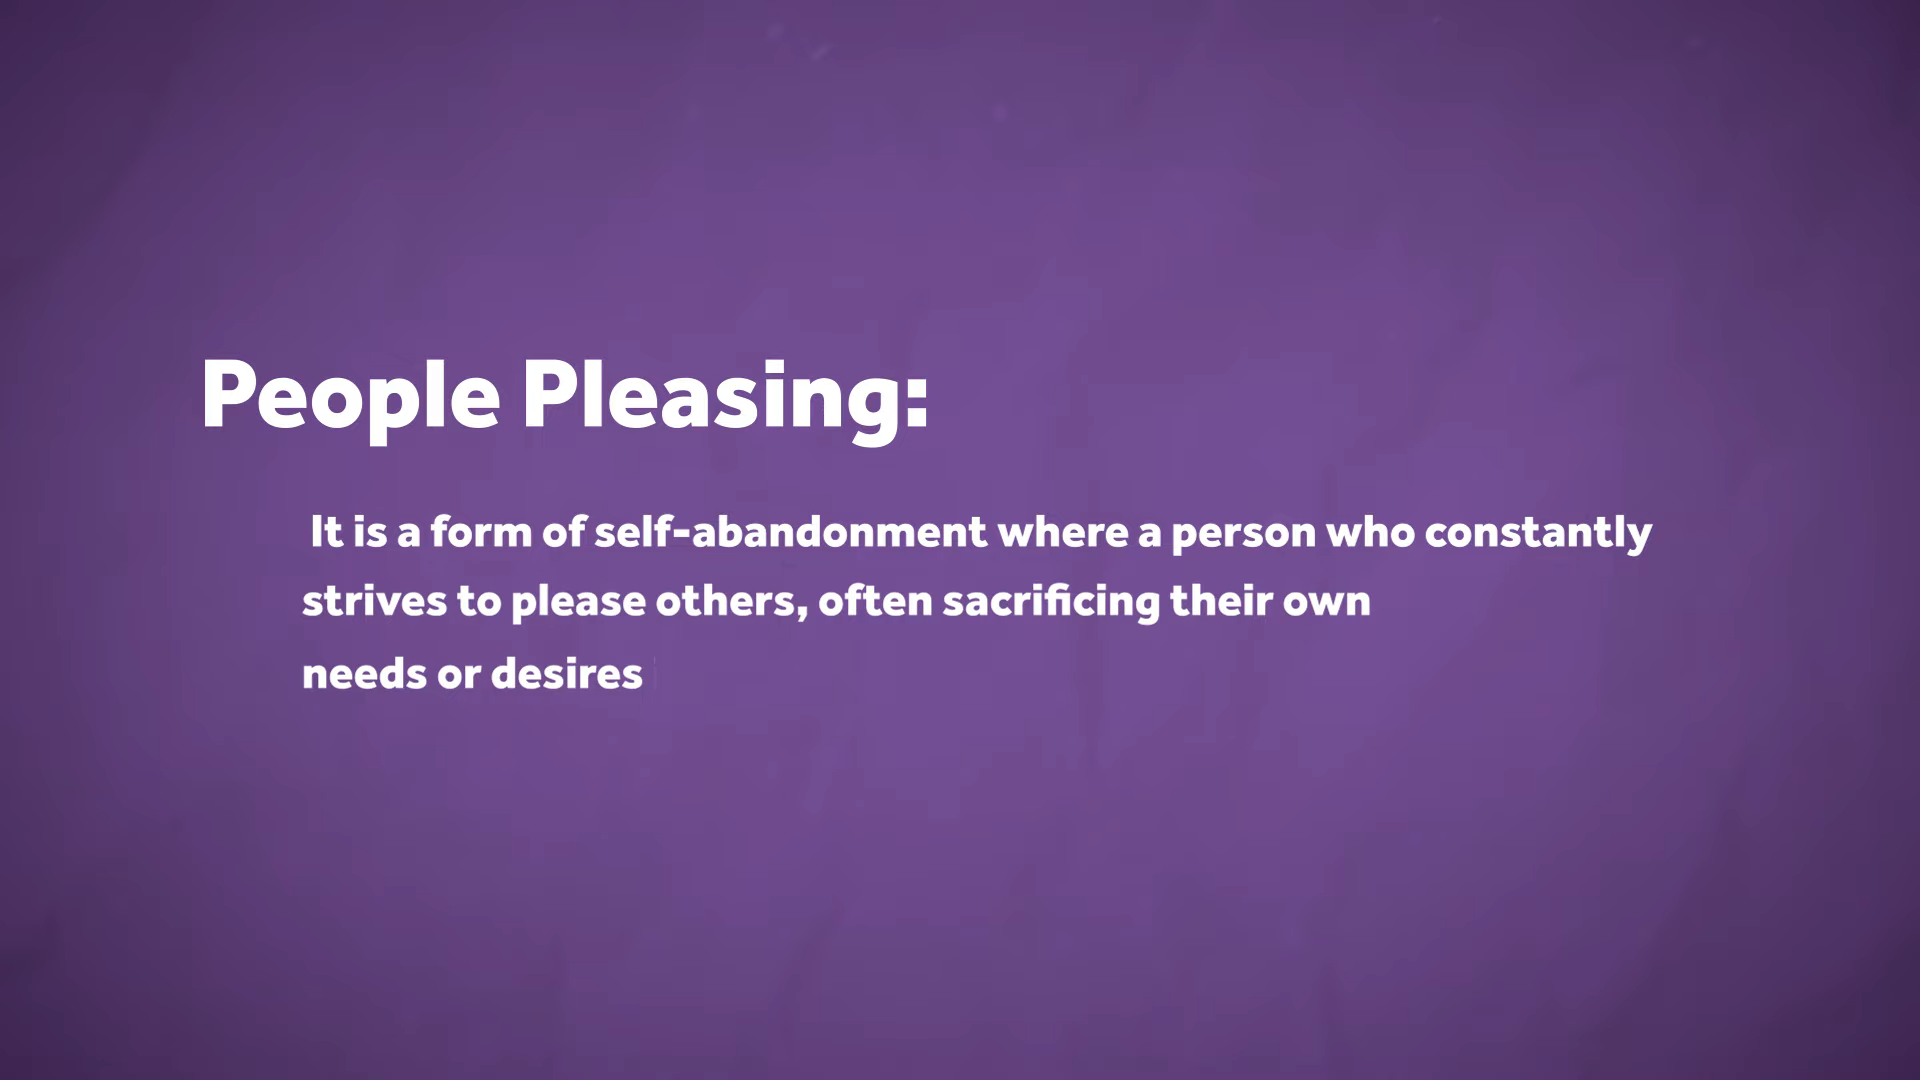 People Pleasing:
It is a form of self-abandonment where a person who constantly
strives to please others, often sacrificing their own
needs or desires